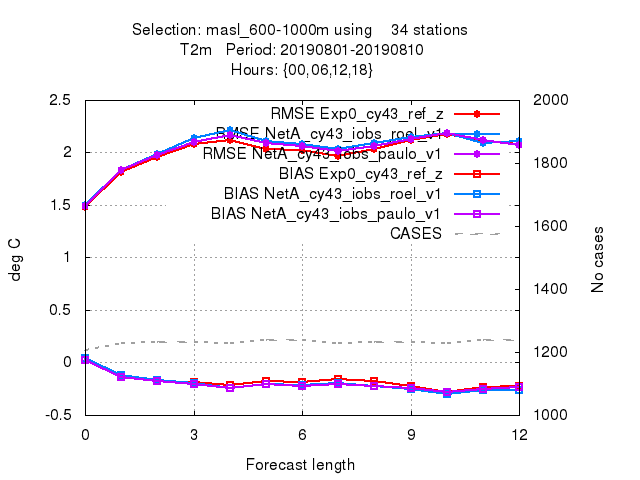 Selection: masl_600-1000m using 34 stations
T2m Period: 20190801-20190810
Hours: {00,06,12,18}
2.5
2
1.5
1
0.5
0
-0.5
deg C
2000
1800
1600
1400
1200
1000
No cases
RMSE Exp0_cy43_ref_z
RMSE NetA_cy43_iobs_roel_v1
RMSE NetA_cy43_iobs_paulo_v1
BIAS Exp0_cy43_ref_z
BIAS NetA_cy43_iobs_roel_v1
BIAS NetA_cy43_iobs_paulo_v1
CASES
0 3 6 9 12
Forecast length